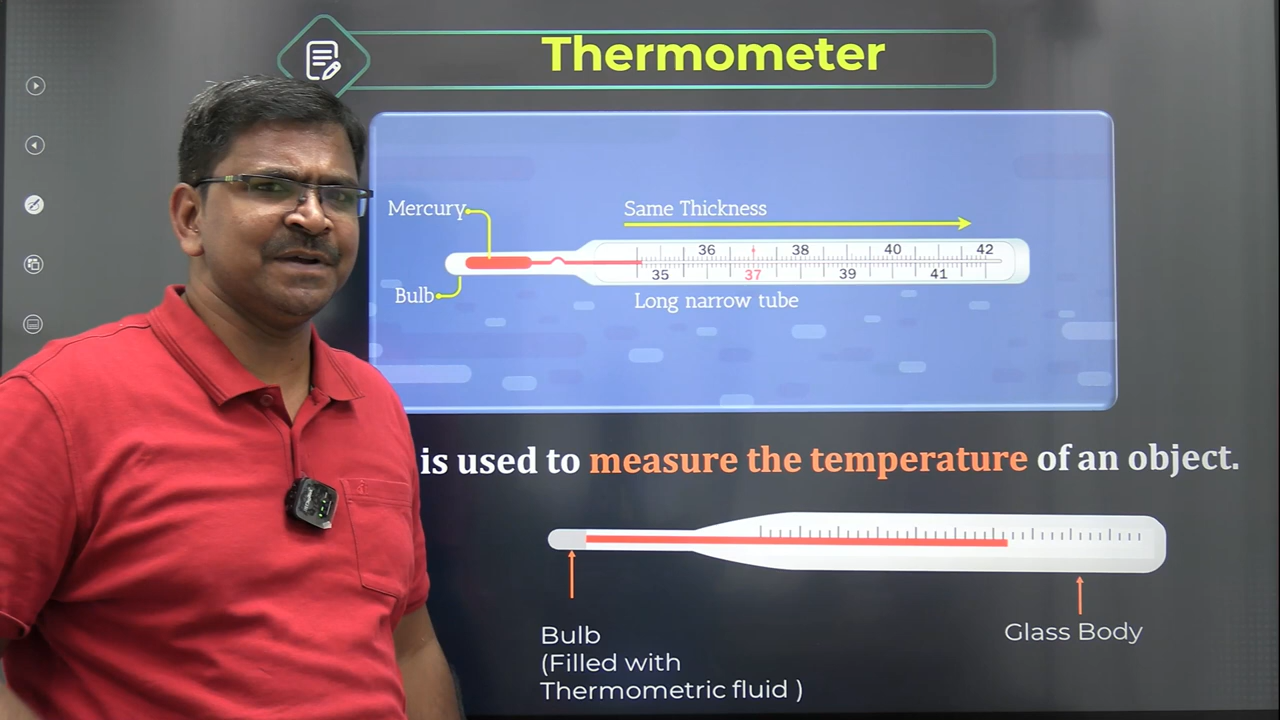 Thermometer
Mercury
Same Thickness
36 38 40 42
35 37 39 41
Bulb
Long narrow tube
is used to measure the temperature of an object.
Bulb
Glass Body
(Filled with
Thermometric fluid )